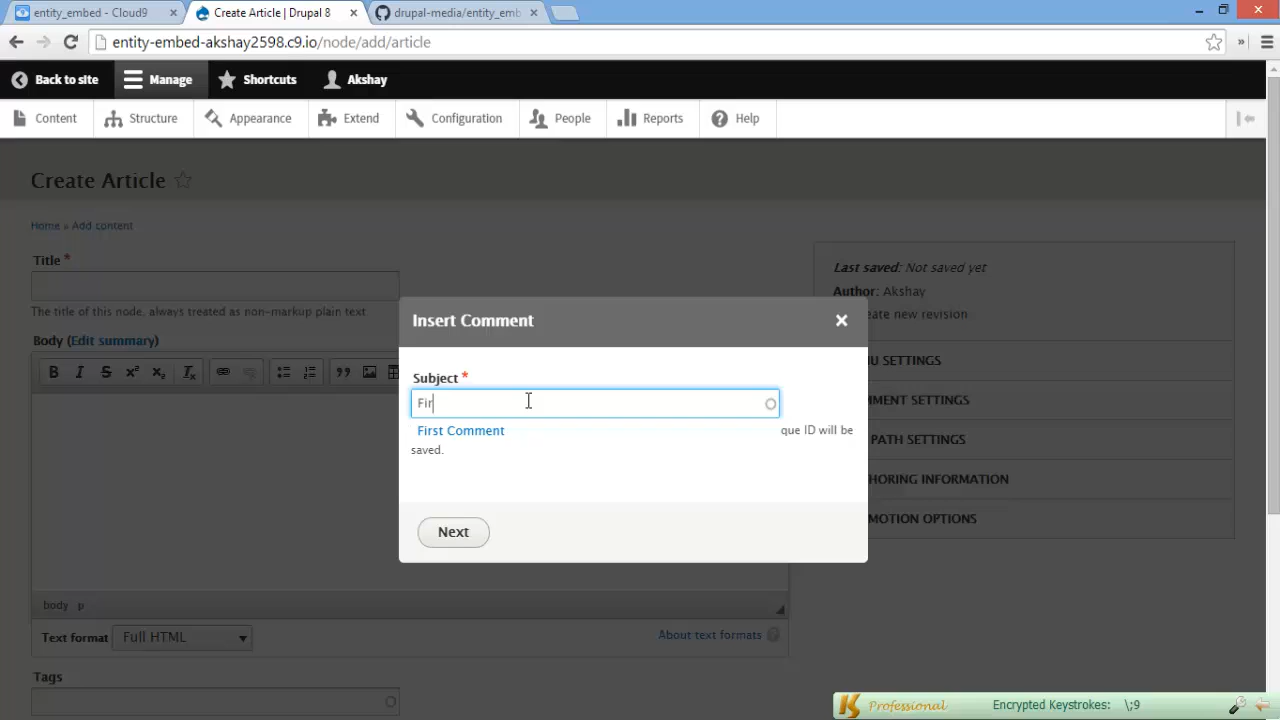 entity_embed - Cloud9
Create Article | Drupal 8
drupal-media/entity_emb
entity-embed-akshay2598.c9.io/node/add/article
Back to site
Manage
Shortcuts
Akshay
Content
Structure
Appearance
Extend
Configuration
People
Reports
Help
Create Article
Home » Add content
Title *
The title of this node, always treated as non-markup plain text
Body (Edit summary)
Last saved: Not saved yet
Author: Akshay
eate new revision
U SETTINGS
MENT SETTINGS
PATH SETTINGS
HORING INFORMATION
MOTION OPTIONS
Insert Comment
Subject *
Fir
First Comment
que ID will be
saved.
Next
body p
Text format Full HTML
About text formats ?
Tags
Professional
Encrypted Keystrokes: \;9